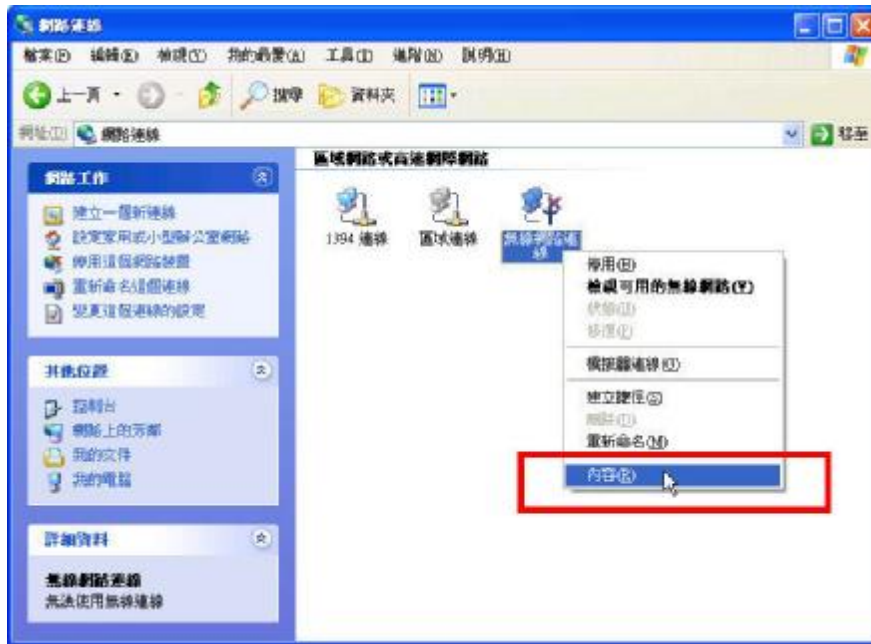 網路連線
檔案(F) 編輯(E) 檢視(V) 我的最愛(A) 工具(T) 進階(N) 說明(H)
上一頁 搜尋 資料夾
網址(D) 網路連線 移至
網路工作
建立一個新連線
設定家用或小型辦公室網路
停用這個網路裝置
重新命名這個連線
變更這個連線的設定
其他位置
控制台
網路上的芳鄰
我的文件
我的電腦
詳細資料
無線網路連線
無法使用無線連線
區域網路或高速網際網路
1394 連線
區域連線
無線網路連
線
停用(B)
檢視可用的無線網路(V)
狀態(U)
修復(P)
橋接器連線(G)
建立捷徑(S)
刪除(D)
重新命名(M)
內容(R)